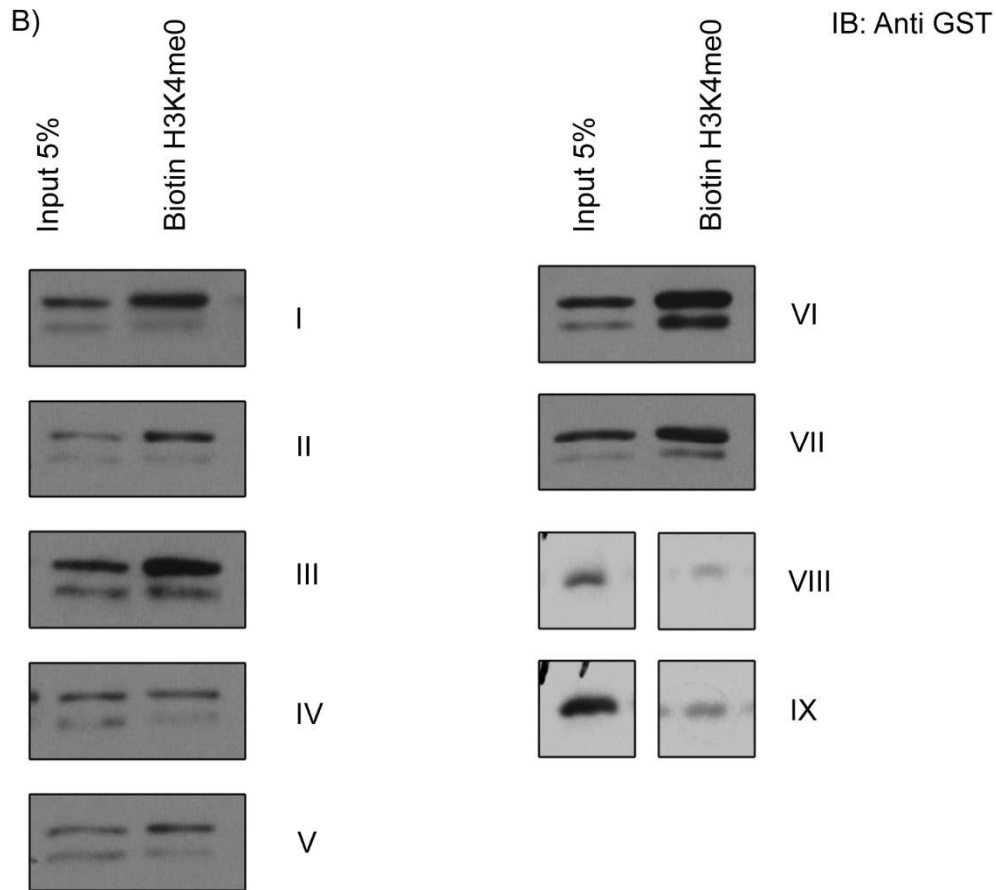 B)
IB: Anti GST
Input 5%
Biotin H3K4me0
Input 5%
Biotin H3K4me0
I
II
III
IV
V
VI
VII
VIII
IX